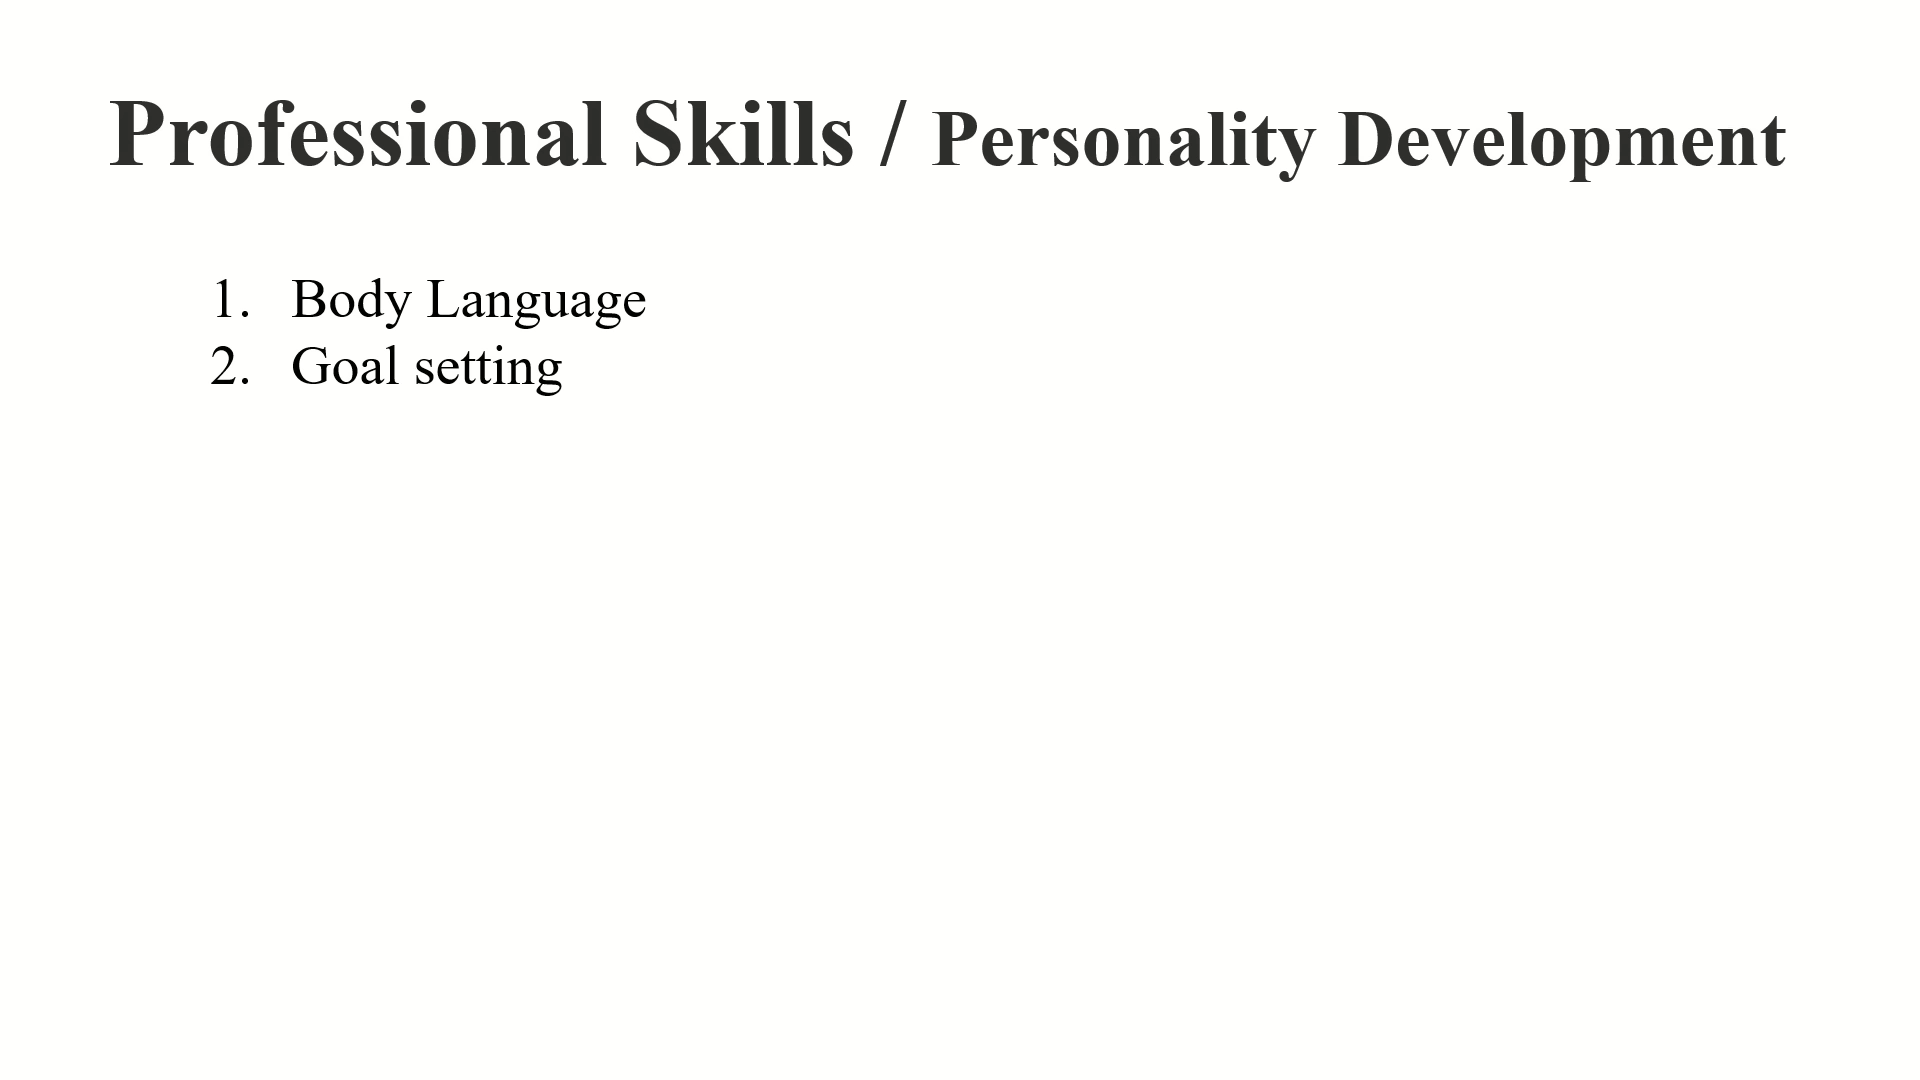 Professional Skills / Personality Development
1. Body Language
2. Goal setting